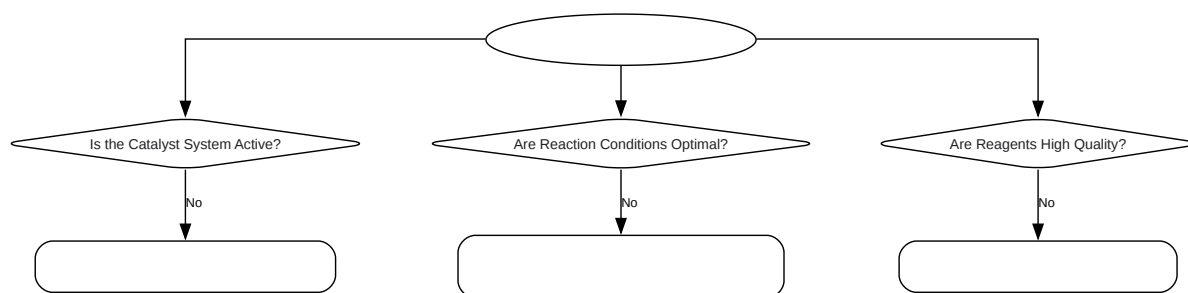 Is the Catalyst System Active?
Are Reaction Conditions Optimal?
Are Reagents High Quality?
No
No
No